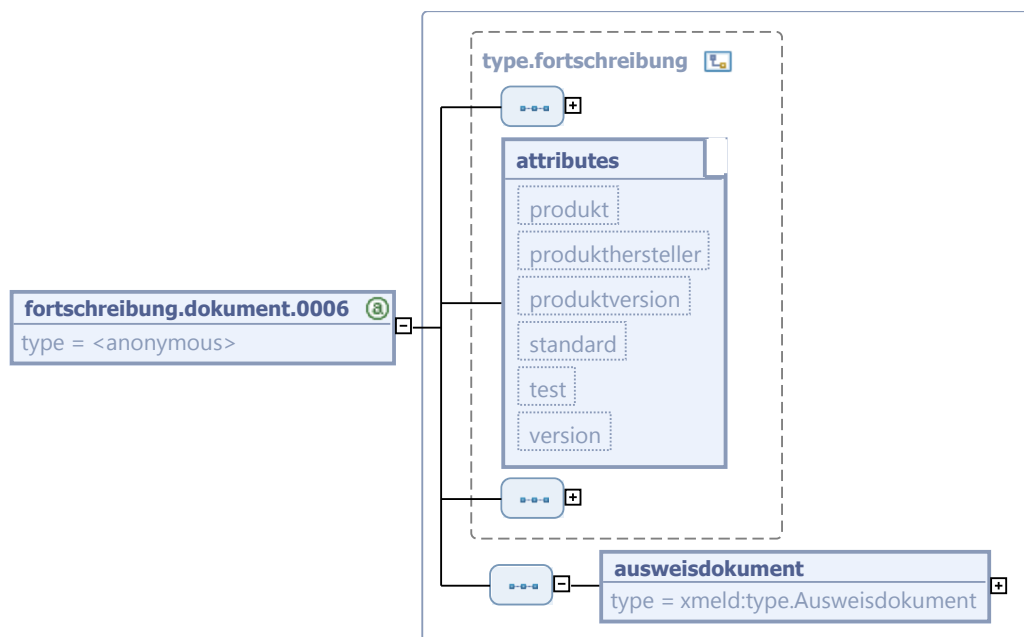 type.fortschreibung
attributes
produkt
produkthersteller
produktversion
standard
test
version
fortschreibung.dokument.0006 @
type = <anonymous>
ausweisdokument
type = xmeld:type.Ausweisdokument